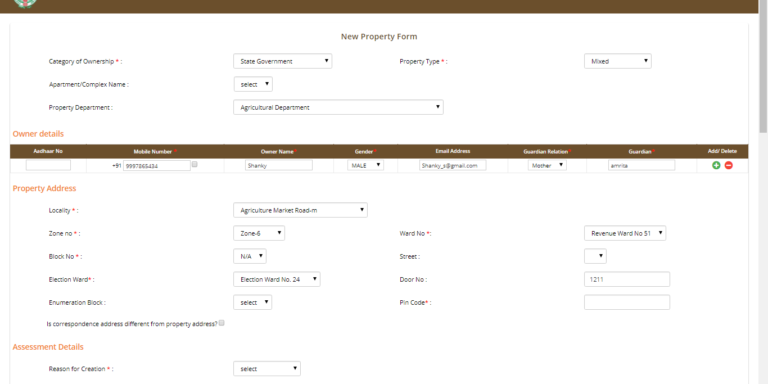 New Property Form
Category of Ownership * : State Government Property Type * : Mixed
Apartment/Complex Name : select
Property Department : Agricultural Department
Owner details
Aadhaar No Mobile Number * Owner Name * Gender * Email Address Guardian Relation * Guardian * Add/ Delete
+91 9997865434 Shanky MALE Shanky_s@gmail.com Mother amrita
Property Address
Locality * : Agriculture Market Road-m
Zone no * : Zone-6 Ward No *: Revenue Ward No 51
Block No * : N/A Street :
Election Ward* : Election Ward No. 24 Door No : 1211
Enumeration Block : select Pin Code* :
Is correspondence address different from property address?
Assessment Details
Reason for Creation * : select